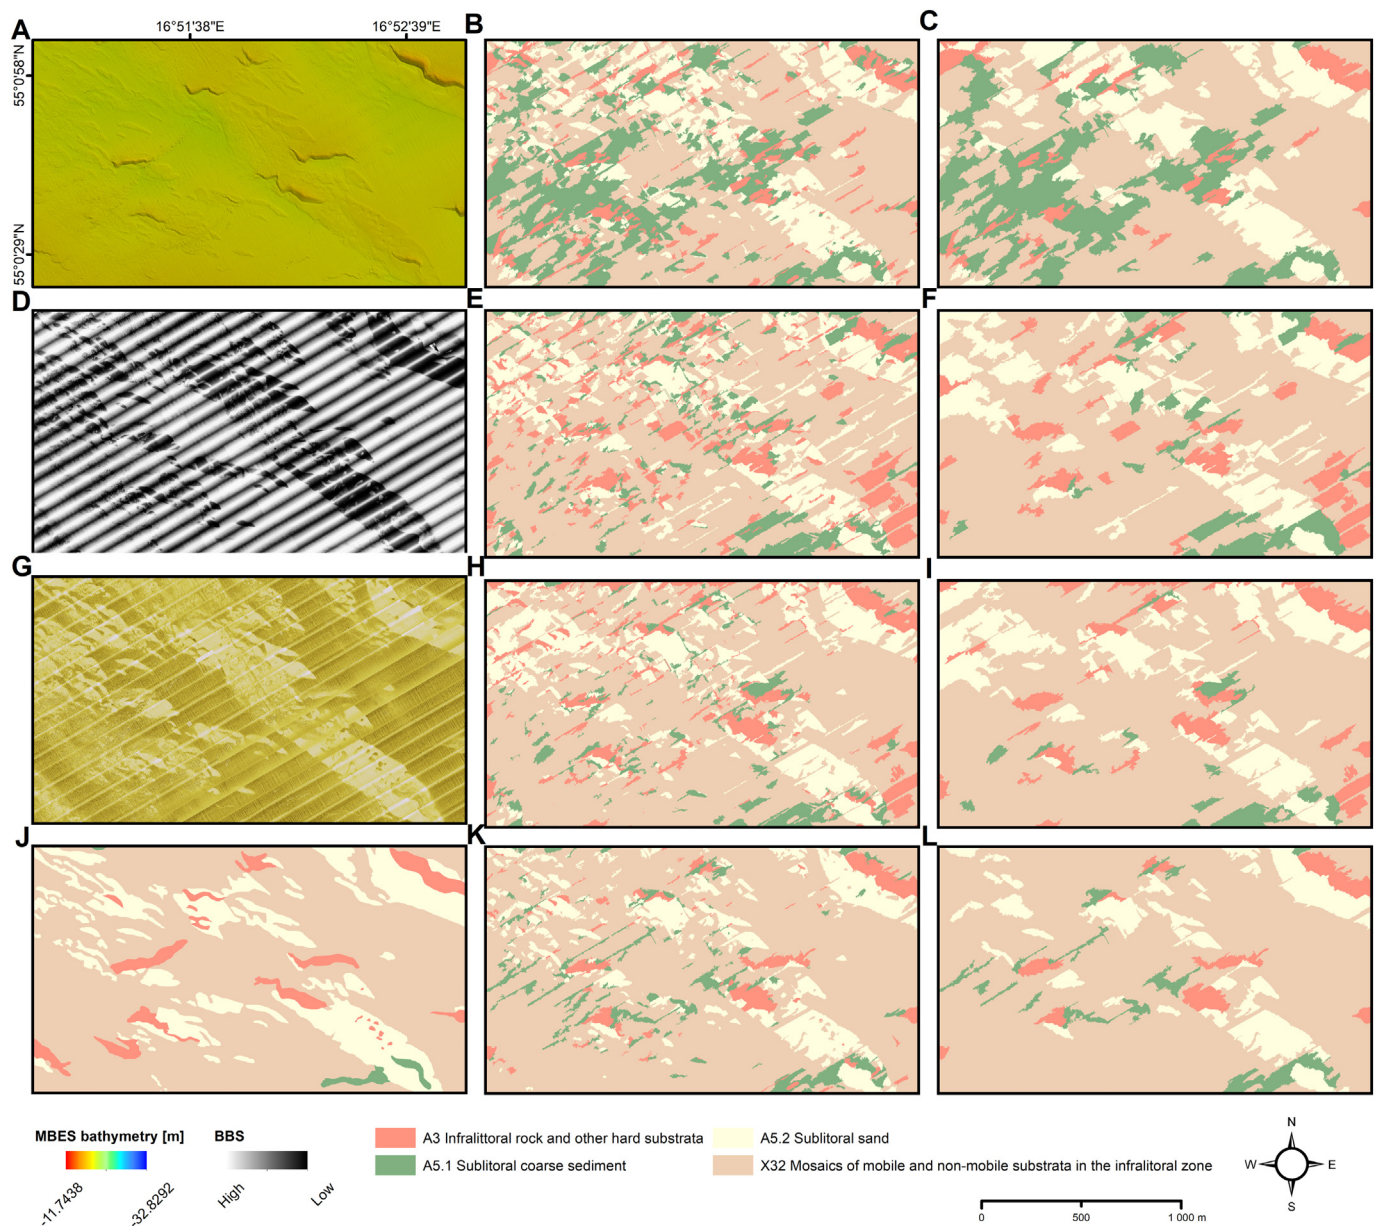 A
16°51'38"E
16°52'39"E
B
C
55°0'58"N
55°0'29"N
D
E
F
G
H
I
J
K
L
MBES bathymetry [m]
-11.7438
-32.8292
BBS
High
Low
A3 Infralittoral rock and other hard substrata
A5.2 Sublitoral sand
A5.1 Sublitoral coarse sediment
X32 Mosaics of mobile and non-mobile substrata in the infralitoral zone
N
W
E
S
0
500
1 000 m